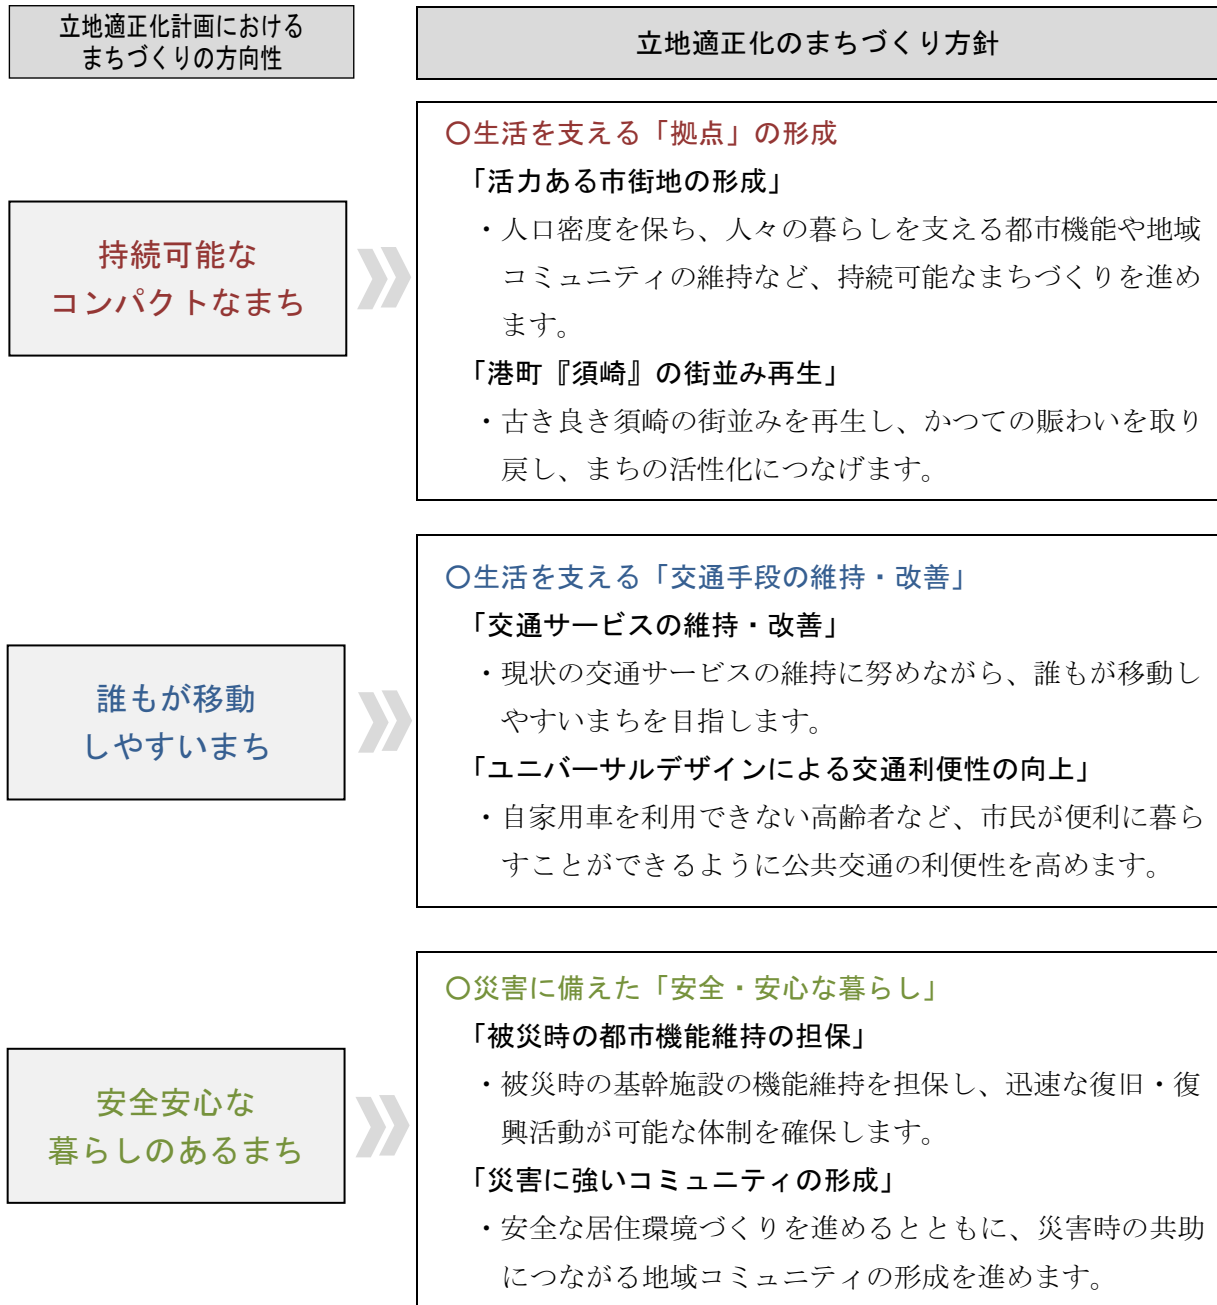 立地適正化計画における
まちづくりの方向性
立地適正化のまちづくり方針
持続可能な
コンパクトなまち
〇生活を支える「拠点」の形成
「活力ある市街地の形成」
・人口密度を保ち、人々の暮らしを支える都市機能や地域
コミュニティの維持など、持続可能なまちづくりを進め
ます。
「港町『須崎』の街並み再生」
・古き良き須崎の街並みを再生し、かつての賑わいを取り
戻し、まちの活性化につなげます。
誰もが移動
しやすいまち
〇生活を支える「交通手段の維持・改善」
「交通サービスの維持・改善」
・現状の交通サービスの維持に努めながら、誰もが移動し
やすいまちを目指します。
「ユニバーサルデザインによる交通利便性の向上」
・自家用車を利用できない高齢者など、市民が便利に暮ら
すことができるように公共交通の利便性を高めます。
安全安心な
暮らしのあるまち
〇災害に備えた「安全・安心な暮らし」
「被災時の都市機能維持の担保」
・被災時の基幹施設の機能維持を担保し、迅速な復旧・復
興活動が可能な体制を確保します。
「災害に強いコミュニティの形成」
・安全な居住環境づくりを進めるとともに、災害時の共助
につながる地域コミュニティの形成を進めます。